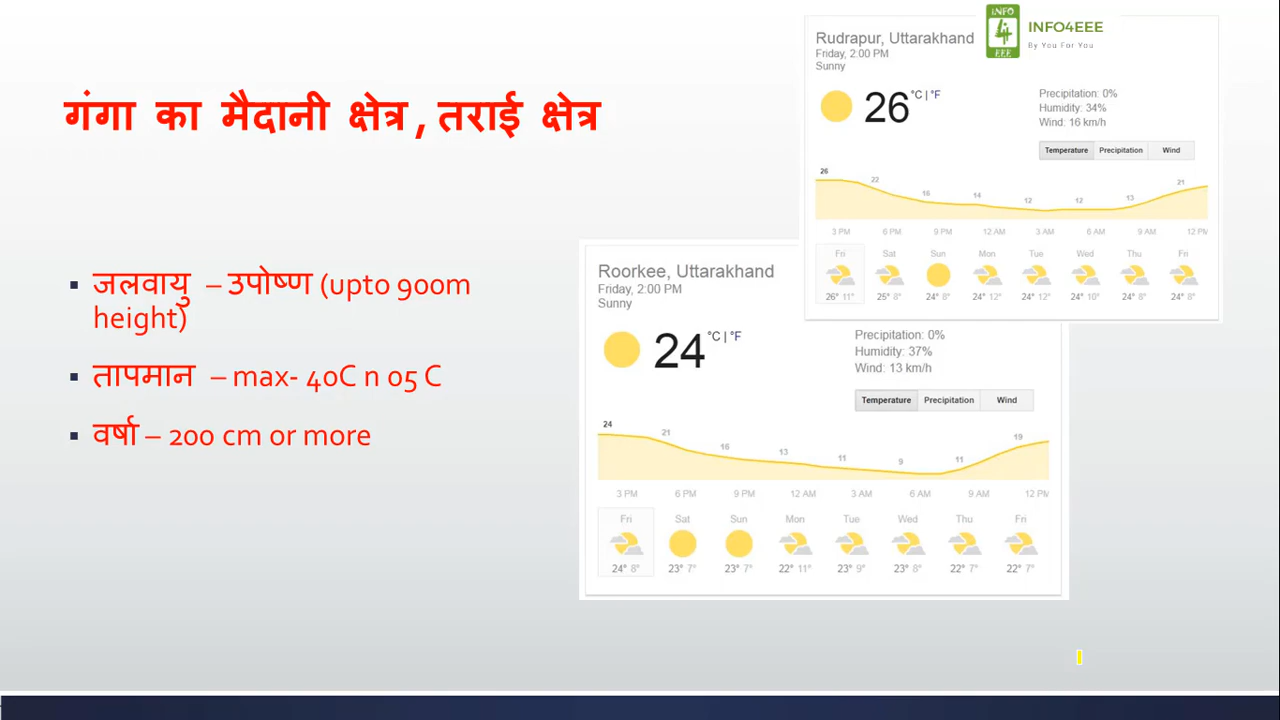 गंगा का मैदानी क्षेत्र , तराई क्षेत्र
▪ जलवायु – उपोष्ण (upto 900m
height)
▪ तापमान – max- 40C n 05 C
▪ वर्षा – 200 cm or more
INFO
4
EEE
INFO4EEE
By You For You
Rudrapur, Uttarakhand
Friday, 2:00 PM
Sunny
26 °C | °F
Precipitation: 0%
Humidity: 34%
Wind: 16 km/h
Temperature Precipitation Wind
26 22 16 14 12 12 13 21
3 PM 6 PM 9 PM 12 AM 3 AM 6 AM 9 AM 12 PM
Fri Sat Sun Mon Tue Wed Thu Fri
26° 11° 25° 8° 24° 8° 24° 12° 24° 12° 24° 10° 24° 8° 24° 8°
Roorkee, Uttarakhand
Friday, 2:00 PM
Sunny
24 °C | °F
Precipitation: 0%
Humidity: 37%
Wind: 13 km/h
Temperature Precipitation Wind
24 21 16 13 11 9 11 19
3 PM 6 PM 9 PM 12 AM 3 AM 6 AM 9 AM 12 PM
Fri Sat Sun Mon Tue Wed Thu Fri
24° 8° 23° 7° 23° 7° 22° 11° 23° 9° 23° 8° 22° 7° 22° 7°